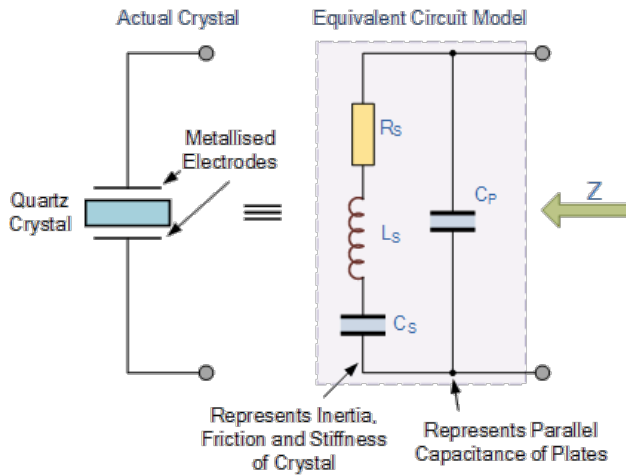 Actual Crystal
Equivalent Circuit Model
Metallised
Electrodes
Quartz
Crystal
RS
LS
CS
CP
Z
Represents Inertia,
Friction and Stiffness
of Crystal
Represents Parallel
Capacitance of Plates